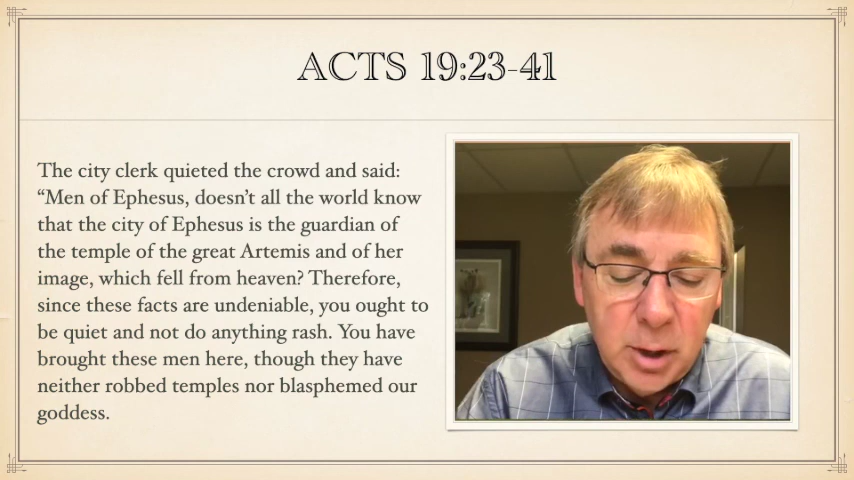 ACTS 19:23-41
The city clerk quieted the crowd and said:
“Men of Ephesus, doesn’t all the world know
that the city of Ephesus is the guardian of
the temple of the great Artemis and of her
image, which fell from heaven? Therefore,
since these facts are undeniable, you ought to
be quiet and not do anything rash. You have
brought these men here, though they have
neither robbed temples nor blasphemed our
goddess.